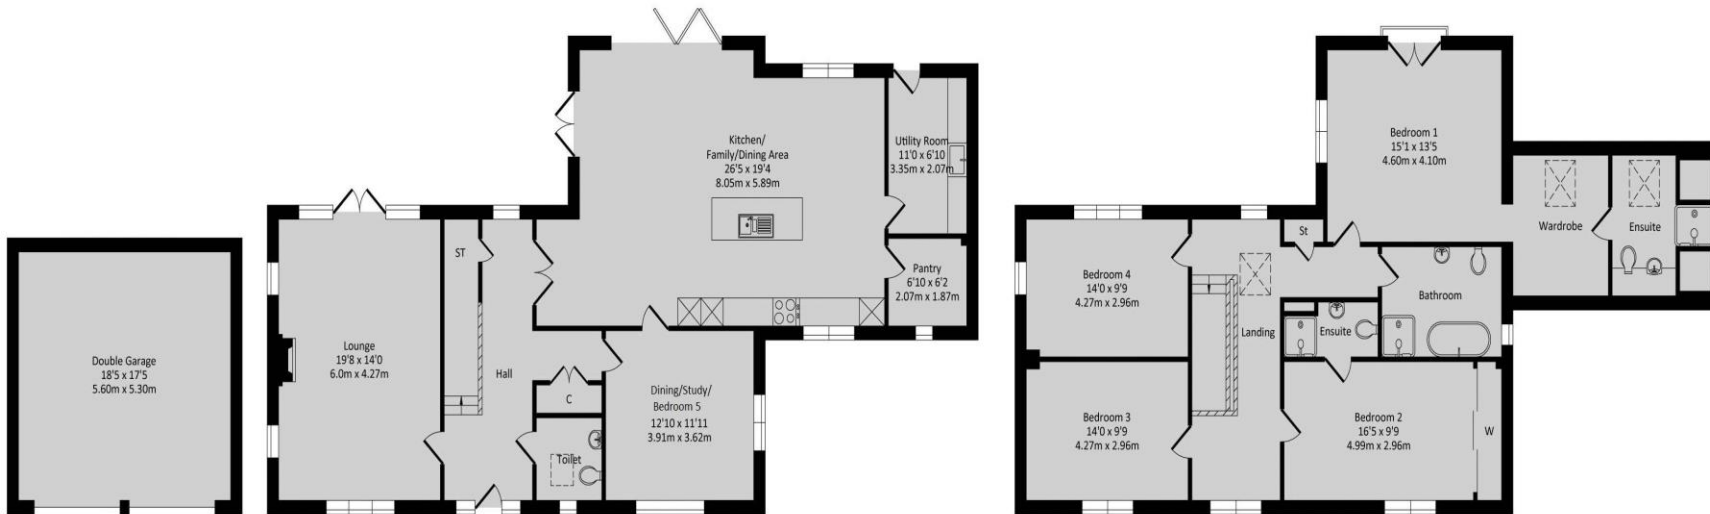 Double Garage
18'5 x 17'5
5.60m x 5.30m
Lounge
19'8 x 14'0
6.0m x 4.27m
ST
Hall
C
Toilet
Kitchen/
Family/Dining Area
26'5 x 19'4
8.05m x 5.89m
Utility Room
11'0 x 6'10
3.35m x 2.07m
Pantry
6'10 x 6'2
2.07m x 1.87m
Dining/Study/
Bedroom 5
12'10 x 11'11
3.91m x 3.62m
Bedroom 1
15'1 x 13'5
4.60m x 4.10m
Wardrobe
Ensuite
St
Bedroom 4
14'0 x 9'9
4.27m x 2.96m
Landing
Ensuite
Bathroom
Bedroom 3
14'0 x 9'9
4.27m x 2.96m
Bedroom 2
16'5 x 9'9
4.99m x 2.96m
W